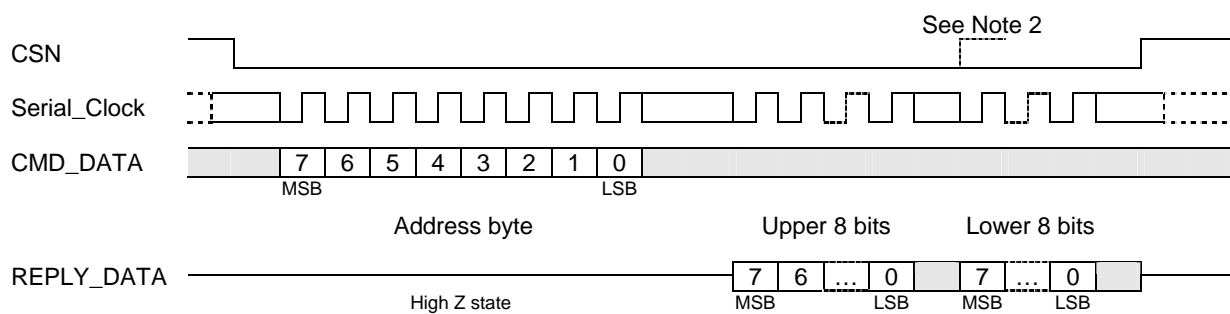 See Note 2
CSN
Serial_Clock
CMD_DATA 7 6 5 4 3 2 1 0
MSB LSB
Address byte Upper 8 bits Lower 8 bits
REPLY_DATA 7 6 ... 0 7 ... 0
High Z state MSB LSB MSB LSB